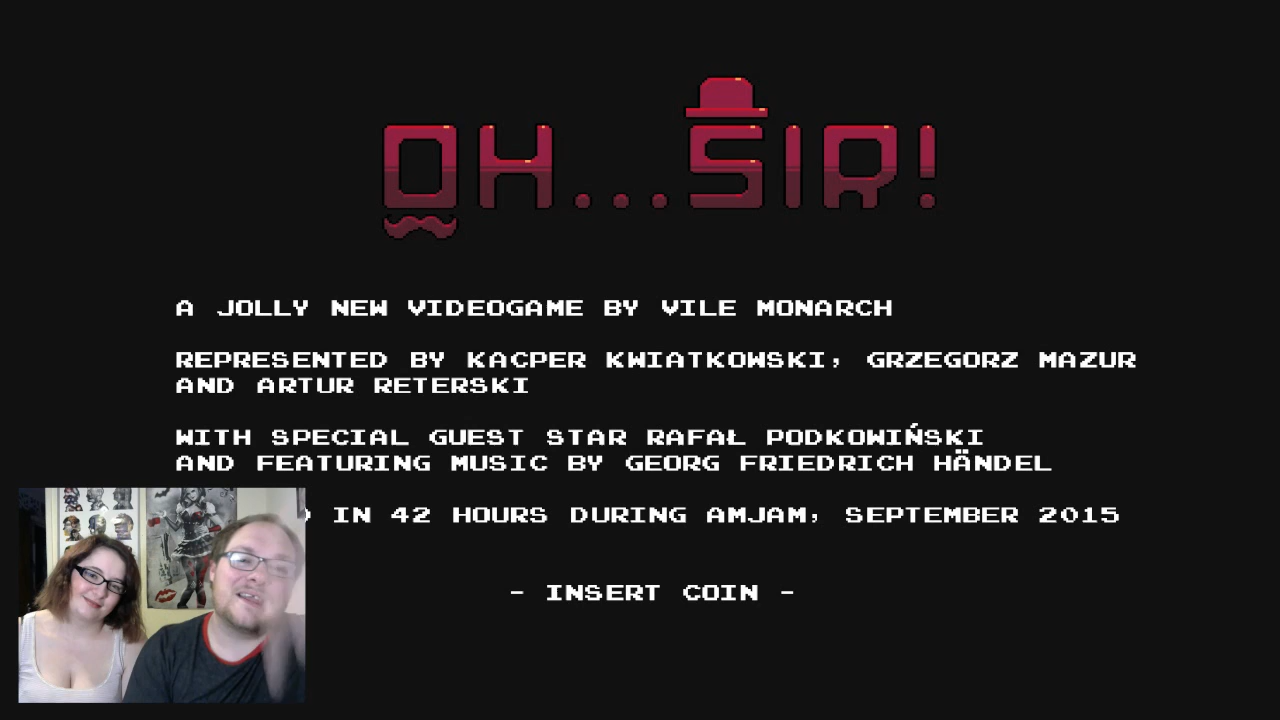 OH...SIR!
A JOLLY NEW VIDEOGAME BY VILE MONARCH
REPRESENTED BY KACPER KWIATKOWSKI, GRZEGORZ MAZUR
AND ARTUR RETERSKI
WITH SPECIAL GUEST STAR RAFAŁ PODKOWIŃSKI
AND FEATURING MUSIC BY GEORG FRIEDRICH HÄNDEL
IN 42 HOURS DURING AMJAM, SEPTEMBER 2015
- INSERT COIN -